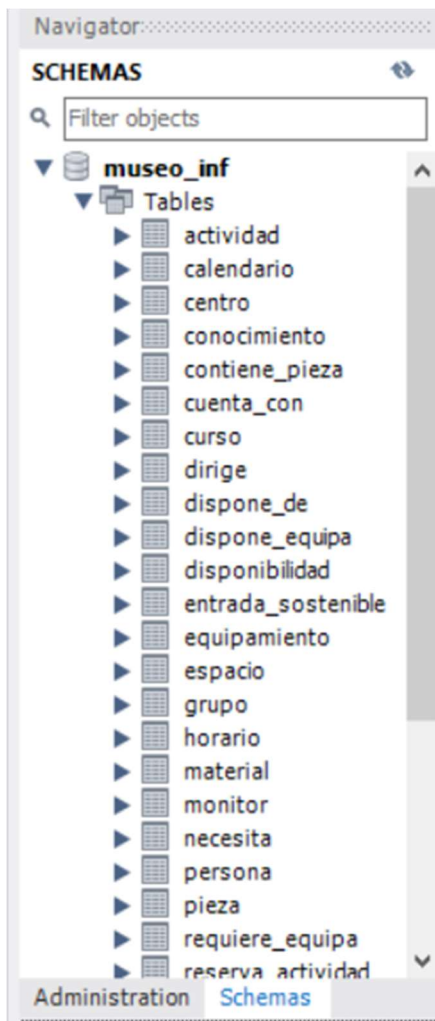 Navigator
SCHEMAS
Filter objects
museo_inf
Tables
actividad
calendario
centro
conocimiento
contiene_pieza
cuenta_con
curso
dirige
dispone_de
dispone_equipa
disponibilidad
entrada_sostenible
equipamiento
espacio
grupo
horario
material
monitor
necesita
persona
pieza
requiere_equipa
reserva_actividad
Administration Schemas